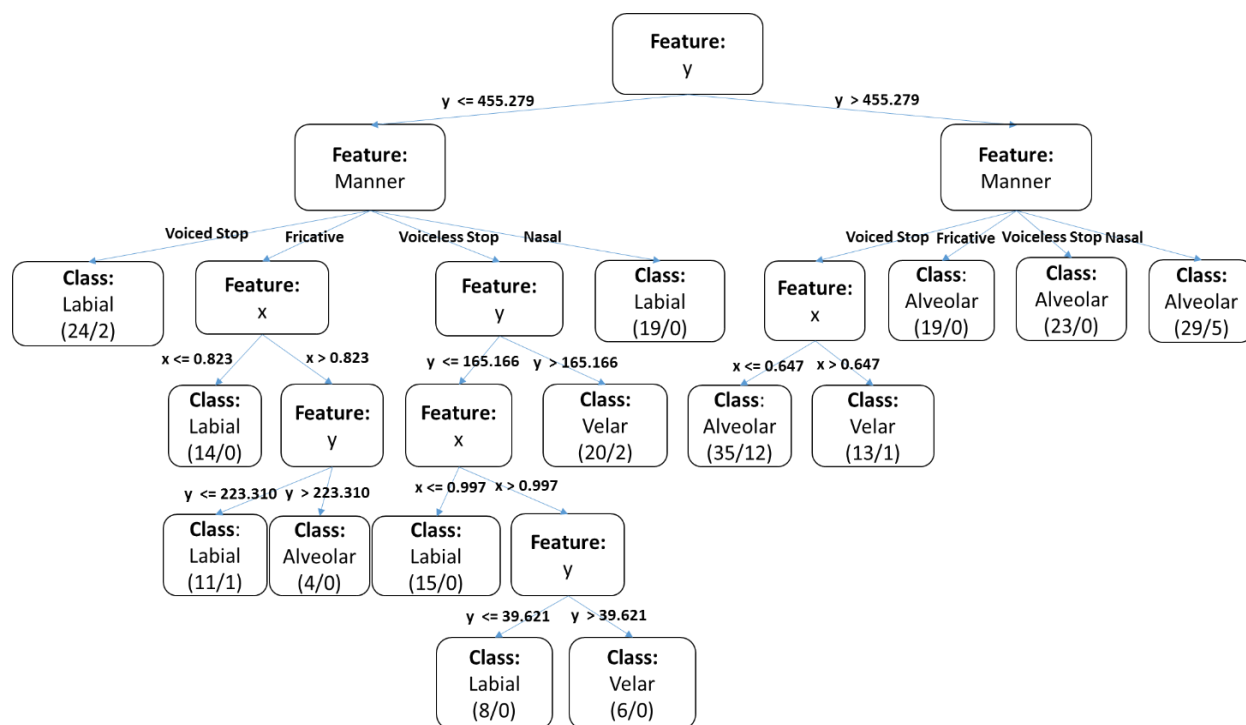 Feature:
y
y <= 455.279
y > 455.279
Feature:
Manner
Feature:
Manner
Voiced Stop
Fricative
Voiceless Stop
Nasal
Voiced Stop
Fricative
Voiceless Stop
Nasal
Class:
Labial
(24/2)
Feature:
x
Feature:
y
Class:
Labial
(19/0)
Feature:
x
Class:
Alveolar
(19/0)
Class:
Alveolar
(23/0)
Class:
Alveolar
(29/5)
x <= 0.823
x > 0.823
y <= 165.166
y > 165.166
x <= 0.647
x > 0.647
Class:
Labial
(14/0)
Feature:
y
Feature:
x
Class:
Velar
(20/2)
Class:
Alveolar
(35/12)
Class:
Velar
(13/1)
y <= 223.310
y > 223.310
x <= 0.997
x > 0.997
Class:
Labial
(11/1)
Class:
Alveolar
(4/0)
Class:
Labial
(15/0)
Feature:
y
y <= 39.621
y > 39.621
Class:
Labial
(8/0)
Class:
Velar
(6/0)